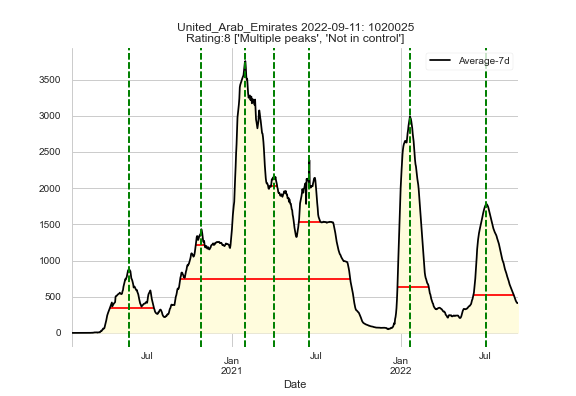 United_Arab_Emirates 2022-09-11: 1020025
Rating:8 ['Multiple peaks', 'Not in control']
Average-7d
3500
3000
2500
2000
1500
1000
500
0
Jul
Jan
2021
Jul
Jan
2022
Jul
Date